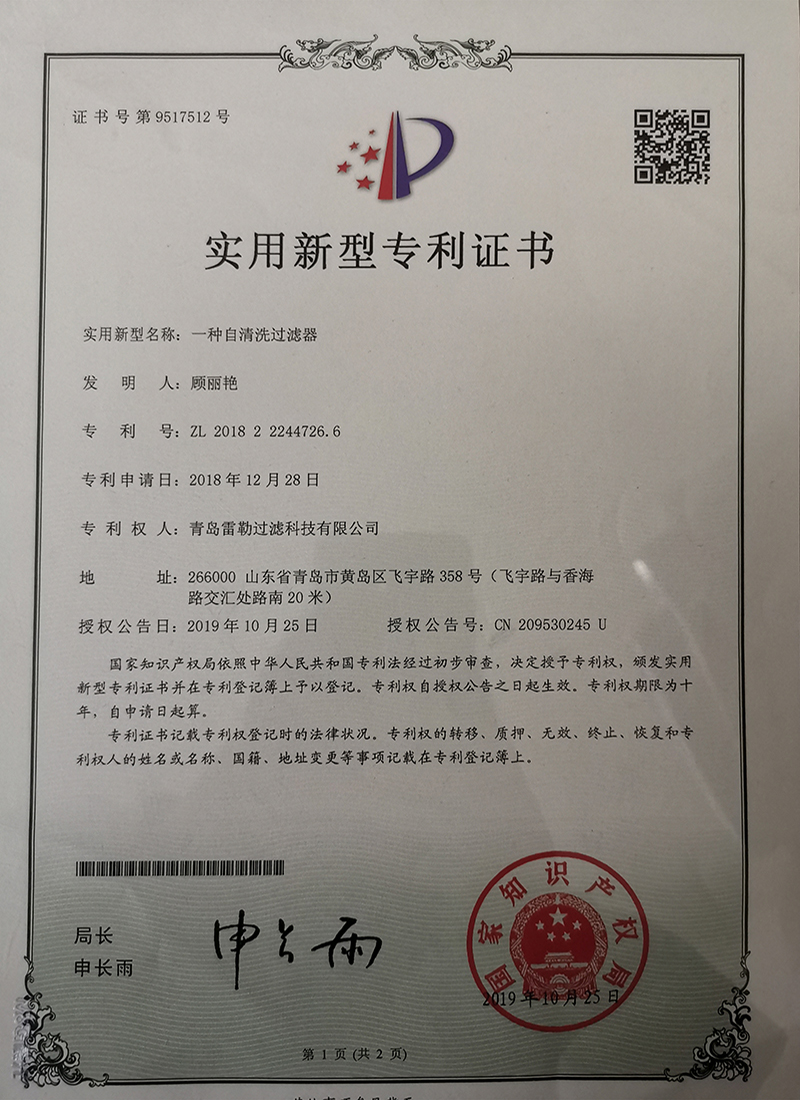 证书号第9517512号
实用新型专利证书
实用新型名称：一种自清洗过滤器
发明人：顾丽艳
专利号：ZL 2018 2 2244726.6
专利申请日：2018年12月28日
专利权人：青岛雷勒过滤科技有限公司
地址：266000 山东省青岛市黄岛区飞宇路358号（飞宇路与香海
路交汇处路南20米）
授权公告日：2019年10月25日 授权公告号：CN 209530245 U
国家知识产权局依照中华人民共和国专利法经过初步审查，决定授予专利权，颁发实用
新型专利证书并在专利登记簿上予以登记。专利权自授权公告之日起生效。专利权期限为十
年，自申请日起算。
专利证书记载专利权登记时的法律状况。专利权的转移、质押、无效、终止、恢复和专
利权人的姓名或名称、国籍、地址变更等事项记载在专利登记簿上。
局长
申长雨
申长雨
国家知识产权局
2019年10月25日
第1页(共2页)